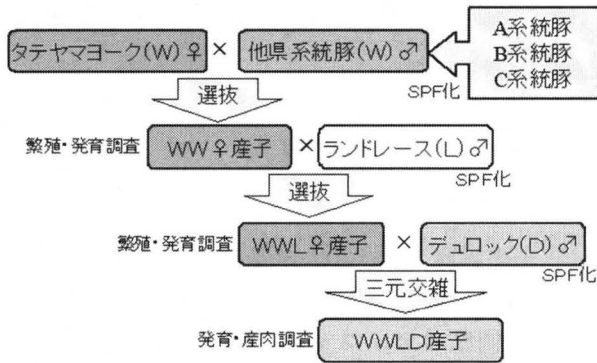 A系統豚
B系統豚
C系統豚
タテヤマヨーク(W)♀ × 他県系統豚(W)♂
SPF化
選抜
繁殖・発育調査 WW♀産子 × ランドレース(L)♂
SPF化
選抜
繁殖・発育調査 WWL♀産子 × デュロック(D)♂
SPF化
三元交雑
発育・産肉調査 WWLD産子